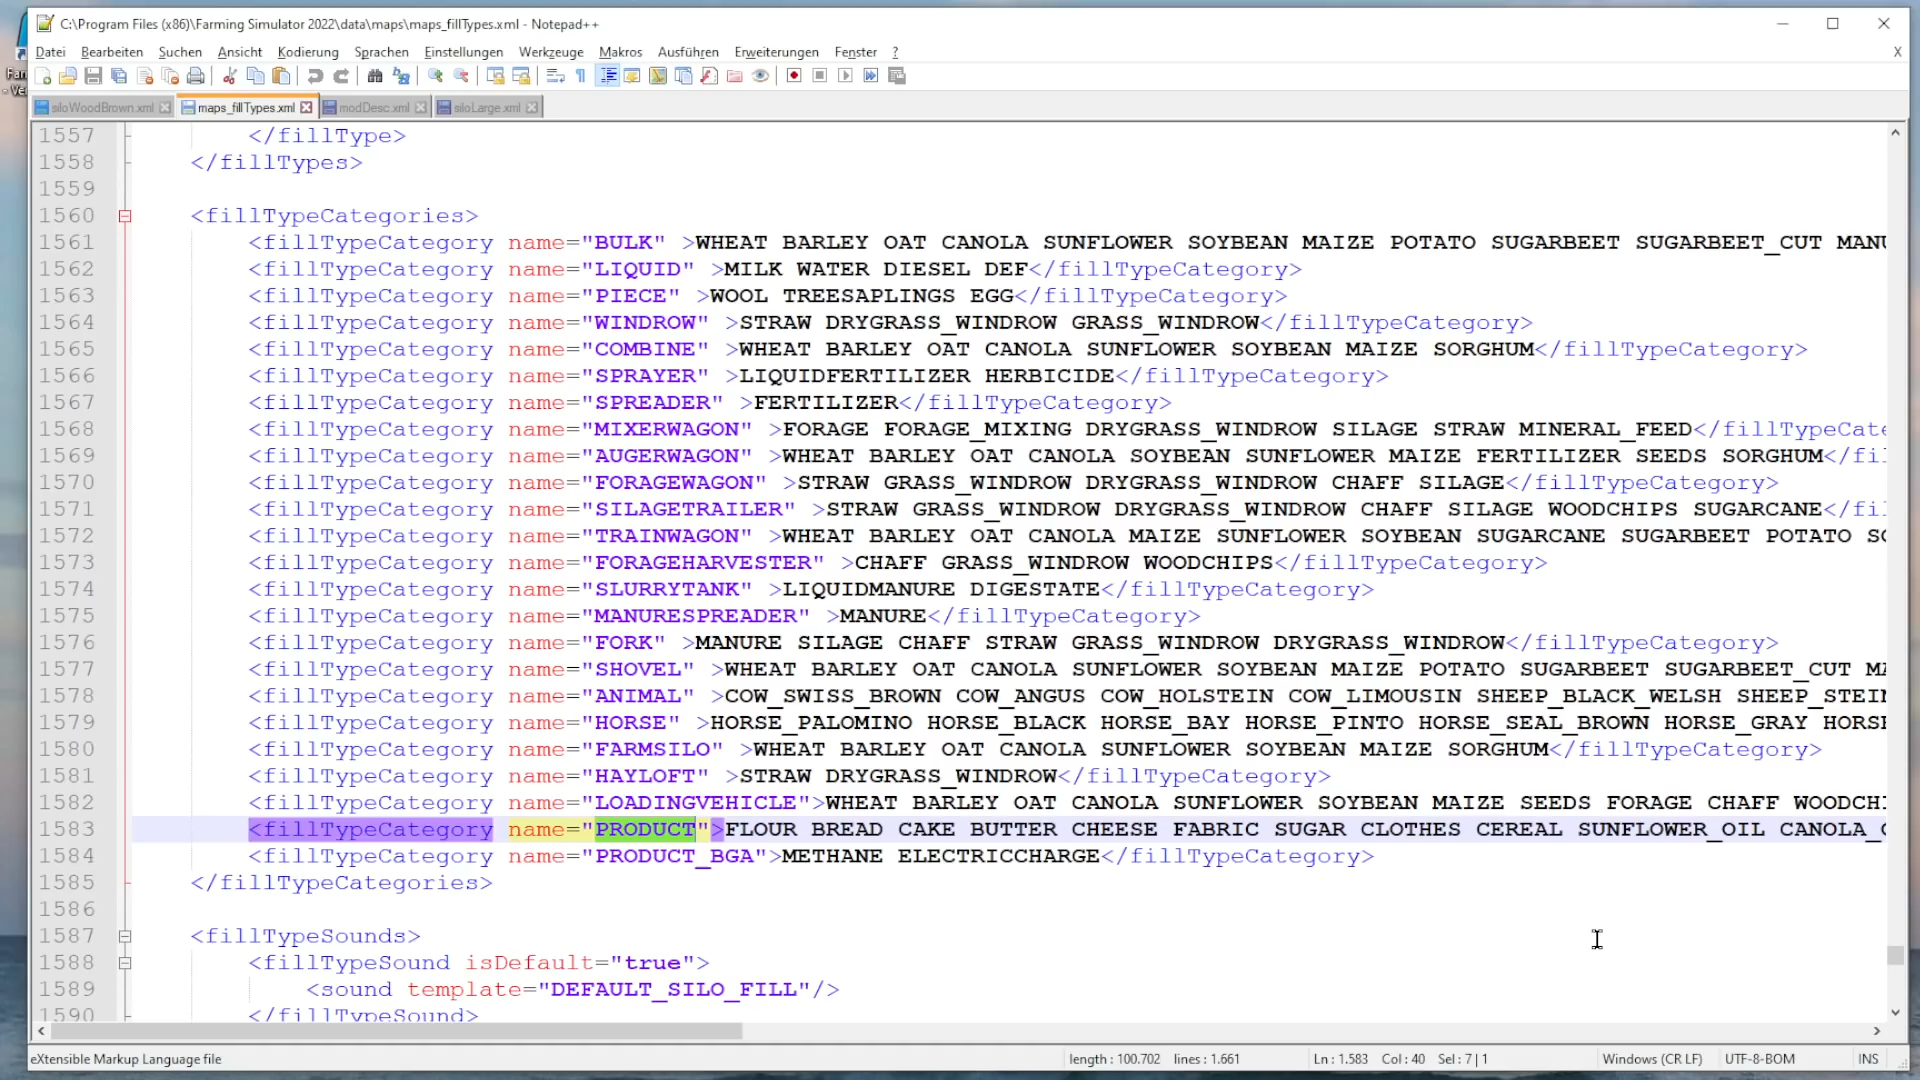 C:\Program Files (x86)\Farming Simulator 2022\data\maps\maps_fillTypes.xml - Notepad++
Datei Bearbeiten Suchen Ansicht Kodierung Sprachen Einstellungen Werkzeuge Makros Ausführen Erweiterungen Fenster ? X
siloWoodBrown.xml maps_fillTypes.xml modDesc.xml siloLarge.xml
1557 </fillType>
1558 </fillTypes>
1559
1560 <fillTypeCategories>
1561 <fillTypeCategory name="BULK" >WHEAT BARLEY OAT CANOLA SUNFLOWER SOYBEAN MAIZE POTATO SUGARBEET SUGARBEET_CUT
1562 <fillTypeCategory name="LIQUID" >MILK WATER DIESEL DEF</fillTypeCategory>
1563 <fillTypeCategory name="PIECE" >WOOL TREESAPLINGS EGG</fillTypeCategory>
1564 <fillTypeCategory name="WINDROW" >STRAW DRYGRASS_WINDROW GRASS_WINDROW</fillTypeCategory>
1565 <fillTypeCategory name="COMBINE" >WHEAT BARLEY OAT CANOLA SUNFLOWER SOYBEAN MAIZE SORGHUM</fillTypeCategory>
1566 <fillTypeCategory name="SPRAYER" >LIQUIDFERTILIZER HERBICIDE</fillTypeCategory>
1567 <fillTypeCategory name="SPREADER" >FERTILIZER</fillTypeCategory>
1568 <fillTypeCategory name="MIXERWAGON" >FORAGE FORAGE_MIXING DRYGRASS_WINDROW SILAGE STRAW MINERAL_FEED</fillTypeCate
1569 <fillTypeCategory name="AUGERWAGON" >WHEAT BARLEY OAT CANOLA SOYBEAN SUNFLOWER MAIZE FERTILIZER SEEDS SORGHUM</fil
1570 <fillTypeCategory name="FORAGEWAGON" >STRAW GRASS_WINDROW DRYGRASS_WINDROW CHAFF SILAGE</fillTypeCategory>
1571 <fillTypeCategory name="SILAGETRAILER" >STRAW GRASS_WINDROW DRYGRASS_WINDROW CHAFF SILAGE WOODCHIPS SUGARCANE</fil
1572 <fillTypeCategory name="TRAINWAGON" >WHEAT BARLEY OAT CANOLA MAIZE SUNFLOWER SOYBEAN SUGARCANE SUGARBEET POTATO
1573 <fillTypeCategory name="FORAGEHARVESTER" >CHAFF GRASS_WINDROW WOODCHIPS</fillTypeCategory>
1574 <fillTypeCategory name="SLURRYTANK" >LIQUIDMANURE DIGESTATE</fillTypeCategory>
1575 <fillTypeCategory name="MANURESPREADER" >MANURE</fillTypeCategory>
1576 <fillTypeCategory name="FORK" >MANURE SILAGE CHAFF STRAW GRASS_WINDROW DRYGRASS_WINDROW</fillTypeCategory>
1577 <fillTypeCategory name="SHOVEL" >WHEAT BARLEY OAT CANOLA SUNFLOWER SOYBEAN MAIZE POTATO SUGARBEET SUGARBEET_CUT
1578 <fillTypeCategory name="ANIMAL" >COW_SWISS_BROWN COW_ANGUS COW_HOLSTEIN COW_LIMOUSIN SHEEP_BLACK_WELSH SHEEP_STEIN
1579 <fillTypeCategory name="HORSE" >HORSE_PALOMINO HORSE_BLACK HORSE_BAY HORSE_PINTO HORSE_SEAL_BROWN HORSE_GRAY HORSE
1580 <fillTypeCategory name="FARMSILO" >WHEAT BARLEY OAT CANOLA SUNFLOWER SOYBEAN MAIZE SORGHUM</fillTypeCategory>
1581 <fillTypeCategory name="HAYLOFT" >STRAW DRYGRASS_WINDROW</fillTypeCategory>
1582 <fillTypeCategory name="LOADINGVEHICLE">WHEAT BARLEY OAT CANOLA SUNFLOWER SOYBEAN MAIZE SEEDS FORAGE CHAFF WOODCHI
1583 <fillTypeCategory name="PRODUCT">FLOUR BREAD CAKE BUTTER CHEESE FABRIC SUGAR CLOTHES CEREAL SUNFLOWER_OIL CANOLA_
1584 <fillTypeCategory name="PRODUCT_BGA">METHANE ELECTRICCHARGE</fillTypeCategory>
1585 </fillTypeCategories>
1586
1587 <fillTypeSounds>
1588 <fillTypeSound isDefault="true">
1589 <sound template="DEFAULT_SILO_FILL"/>
1590 </fillTypeSound>
eXtensible Markup Language file length : 100.702 lines : 1.661 Ln : 1.583 Col : 40 Sel : 7 | 1 Windows (CR LF) UTF-8-BOM INS